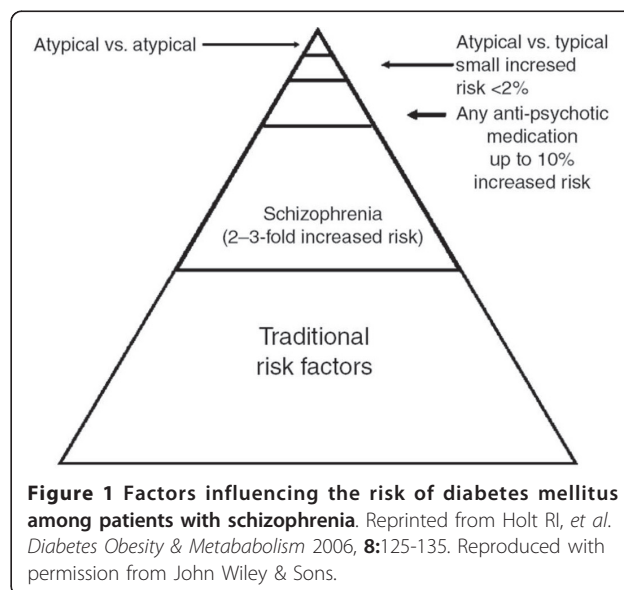 Atypical vs. atypical
Atypical vs. typical
small incresed
risk <2%
Any anti-psychotic
medication
up to 10%
increased risk
Schizophrenia
(2–3-fold increased risk)
Traditional
risk factors
Figure 1 Factors influencing the risk of diabetes mellitus
among patients with schizophrenia. Reprinted from Holt RI, et al.
Diabetes Obesity & Metababolism 2006, 8:125-135. Reproduced with
permission from John Wiley & Sons.